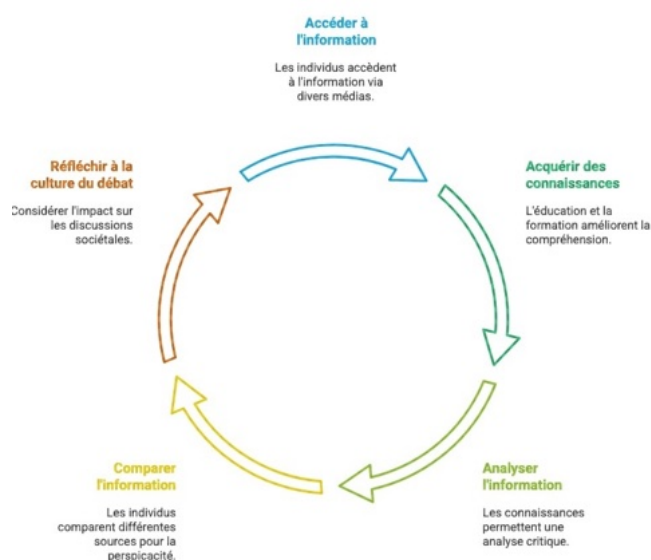 Accéder à
l'information
Les individus accèdent
à l'information via
divers médias.
Acquérir des
connaissances
L'éducation et la
formation améliorent la
compréhension.
Analyser
l'information
Les connaissances
permettent une
analyse critique.
Comparer
l'information
Les individus
comparent différentes
sources pour la
perspicacité.
Réfléchir à la
culture du débat
Considérer l'impact sur
les discussions
sociétales.